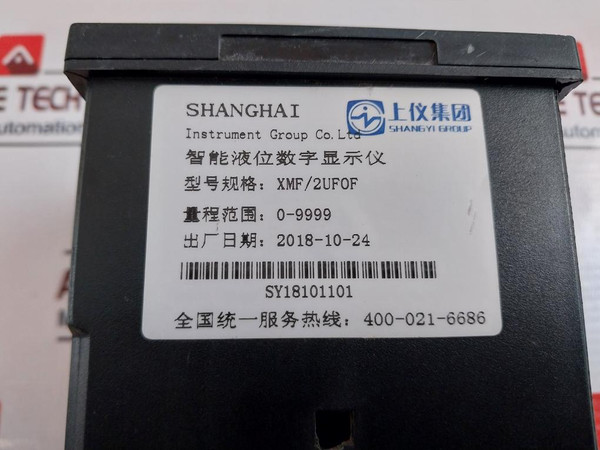 SHANGHAI
Instrument Group Co.Ltd
上仪集团
SHANGYI GROUP
智能液位数字显示仪
型号规格: XMF/2UFOF
量程范围: 0-9999
出厂日期: 2018-10-24
SY18101101
全国统一服务热线: 400-021-6686
E TECH